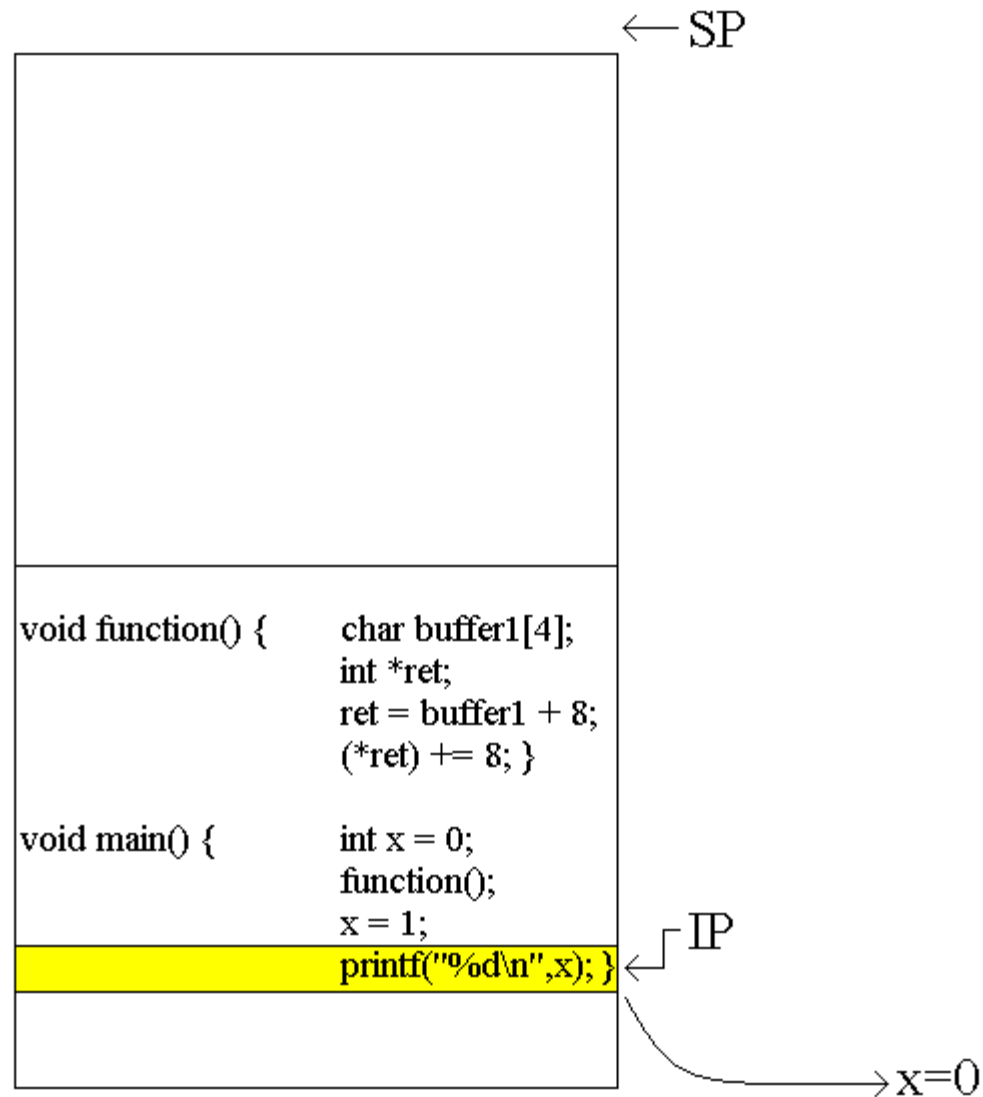 SP
void function() { char buffer1[4];
int *ret;
ret = buffer1 + 8;
(*ret) += 8; }
void main() { int x = 0;
function();
x = 1;
IP
printf("%d\n",x); }
x=0